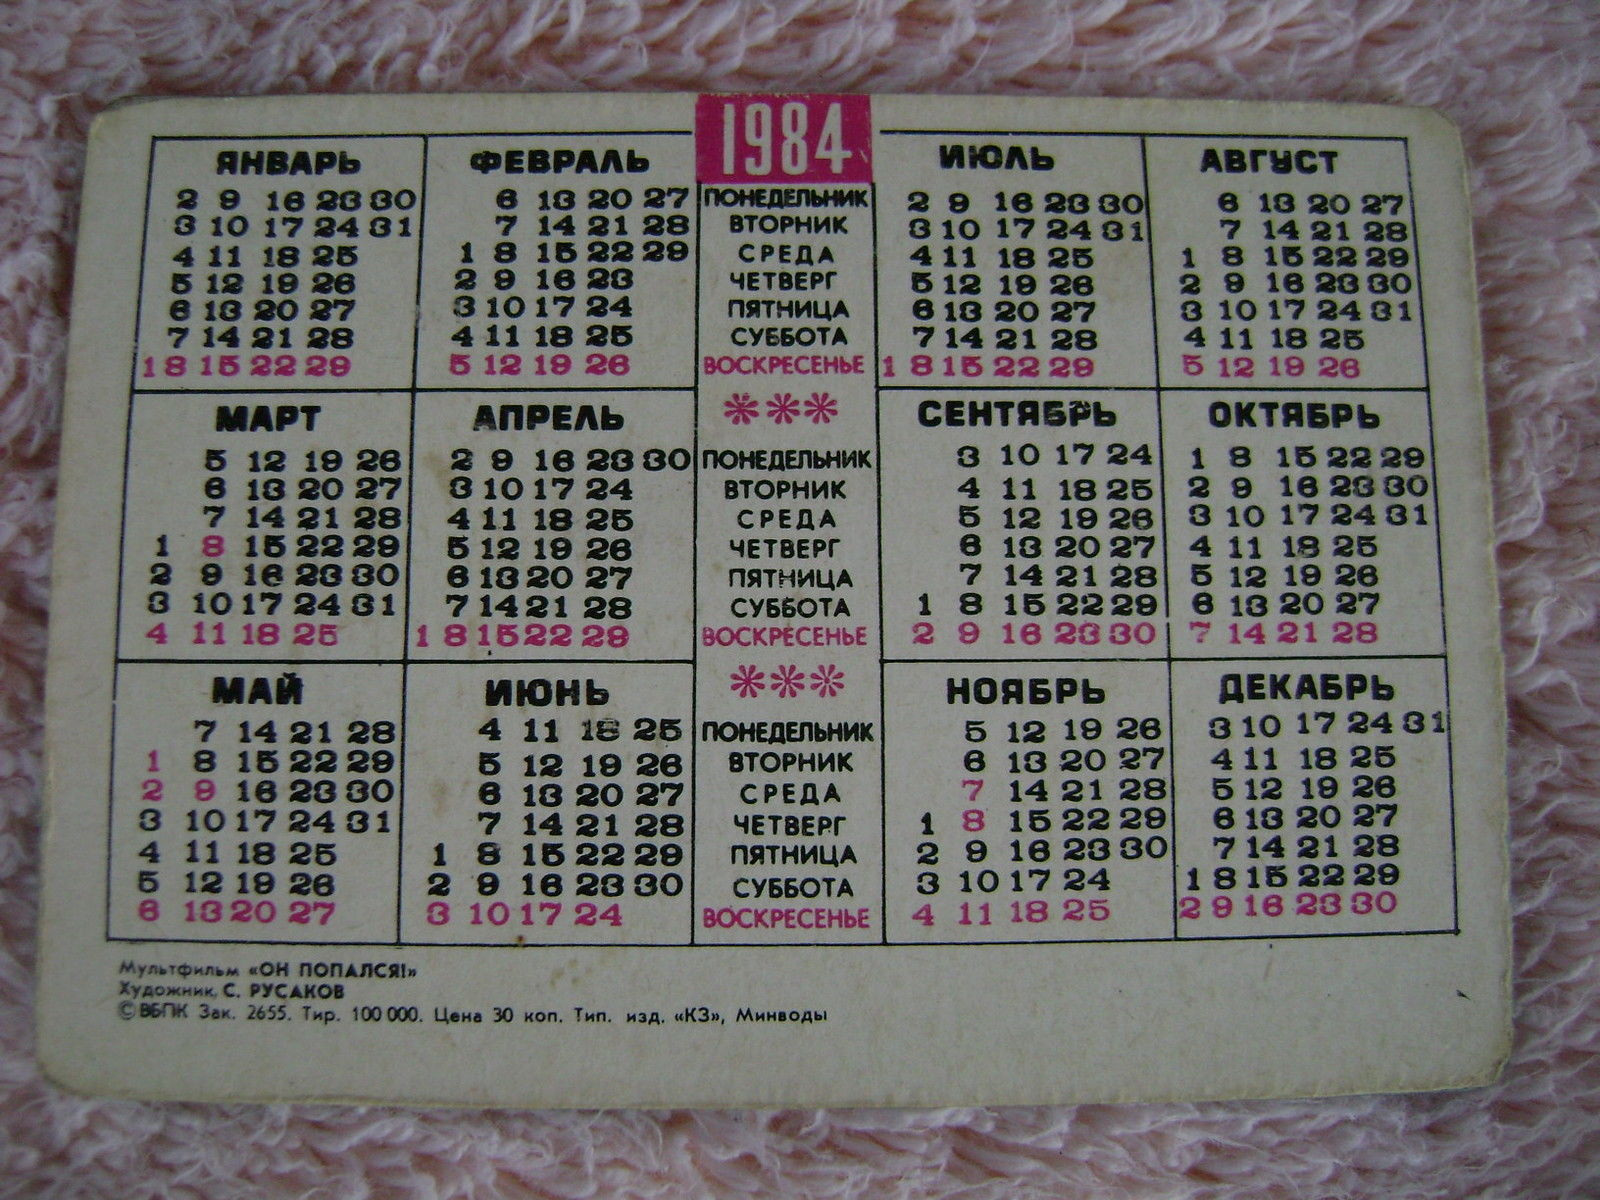 1984
ЯНВАРЬ
2 9 16 23 30
3 10 17 24 31
4 11 18 25
5 12 19 26
6 13 20 27
7 14 21 28
1 8 15 22 29
ФЕВРАЛЬ
6 13 20 27
7 14 21 28
1 8 15 22 29
2 9 16 23
3 10 17 24
4 11 18 25
5 12 19 26
ПОНЕДЕЛЬНИК
ВТОРНИК
СРЕДА
ЧЕТВЕРГ
ПЯТНИЦА
СУББОТА
ВОСКРЕСЕНЬЕ
ИЮЛЬ
2 9 16 23 30
3 10 17 24 31
4 11 18 25
5 12 19 26
6 13 20 27
7 14 21 28
1 8 15 22 29
АВГУСТ
6 13 20 27
7 14 21 28
1 8 15 22 29
2 9 16 23 30
3 10 17 24 31
4 11 18 25
5 12 19 26
МАРТ
5 12 19 26
6 13 20 27
7 14 21 28
1 8 15 22 29
2 9 16 23 30
3 10 17 24 31
4 11 18 25
АПРЕЛЬ
2 9 16 23 30
3 10 17 24
4 11 18 25
5 12 19 26
6 13 20 27
7 14 21 28
1 8 15 22 29
ПОНЕДЕЛЬНИК
ВТОРНИК
СРЕДА
ЧЕТВЕРГ
ПЯТНИЦА
СУББОТА
ВОСКРЕСЕНЬЕ
СЕНТЯБРЬ
3 10 17 24
4 11 18 25
5 12 19 26
6 13 20 27
7 14 21 28
1 8 15 22 29
2 9 16 23 30
ОКТЯБРЬ
1 8 15 22 29
2 9 16 23 30
3 10 17 24 31
4 11 18 25
5 12 19 26
6 13 20 27
7 14 21 28
МАЙ
7 14 21 28
1 8 15 22 29
2 9 16 23 30
3 10 17 24 31
4 11 18 25
5 12 19 26
6 13 20 27
ИЮНЬ
4 11 18 25
5 12 19 26
6 13 20 27
7 14 21 28
1 8 15 22 29
2 9 16 23 30
3 10 17 24
ПОНЕДЕЛЬНИК
ВТОРНИК
СРЕДА
ЧЕТВЕРГ
ПЯТНИЦА
СУББОТА
ВОСКРЕСЕНЬЕ
НОЯБРЬ
5 12 19 26
6 13 20 27
7 14 21 28
1 8 15 22 29
2 9 16 23 30
3 10 17 24
4 11 18 25
ДЕКАБРЬ
3 10 17 24 31
4 11 18 25
5 12 19 26
6 13 20 27
7 14 21 28
1 8 15 22 29
2 9 16 23 30
Мультфильм «ОН ПОПАЛСЯ!»
Художник С. РУСАКОВ
©ВБПК Зак. 2655. Тир. 100 000. Цена 30 коп. Тип. изд. «КЗ», Минводы